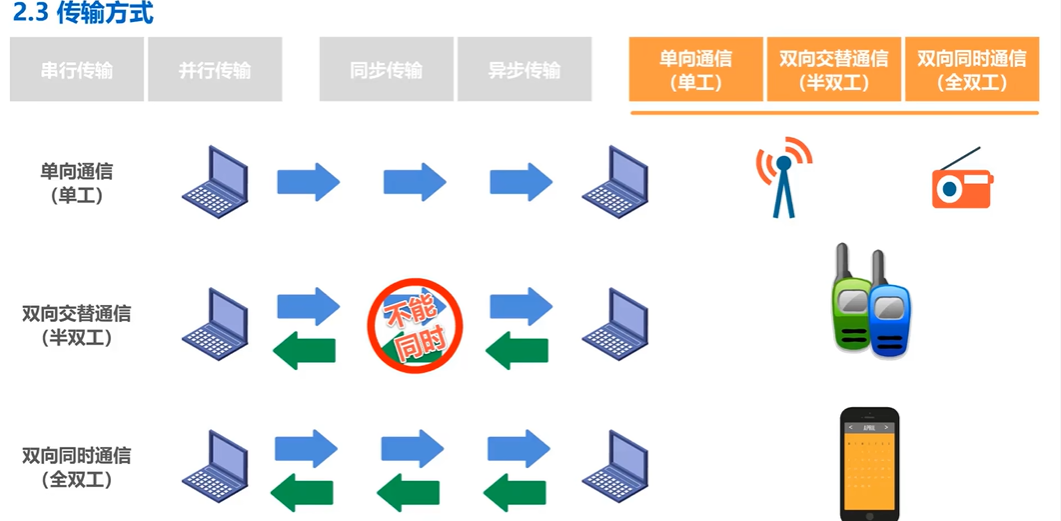 2.3 传输方式
串行传输
并行传输
同步传输
异步传输
单向通信
（单工）
双向交替通信
（半双工）
双向同时通信
（全双工）
单向通信
（单工）
双向交替通信
（半双工）
不能
同时
双向同时通信
（全双工）
< APRIL >